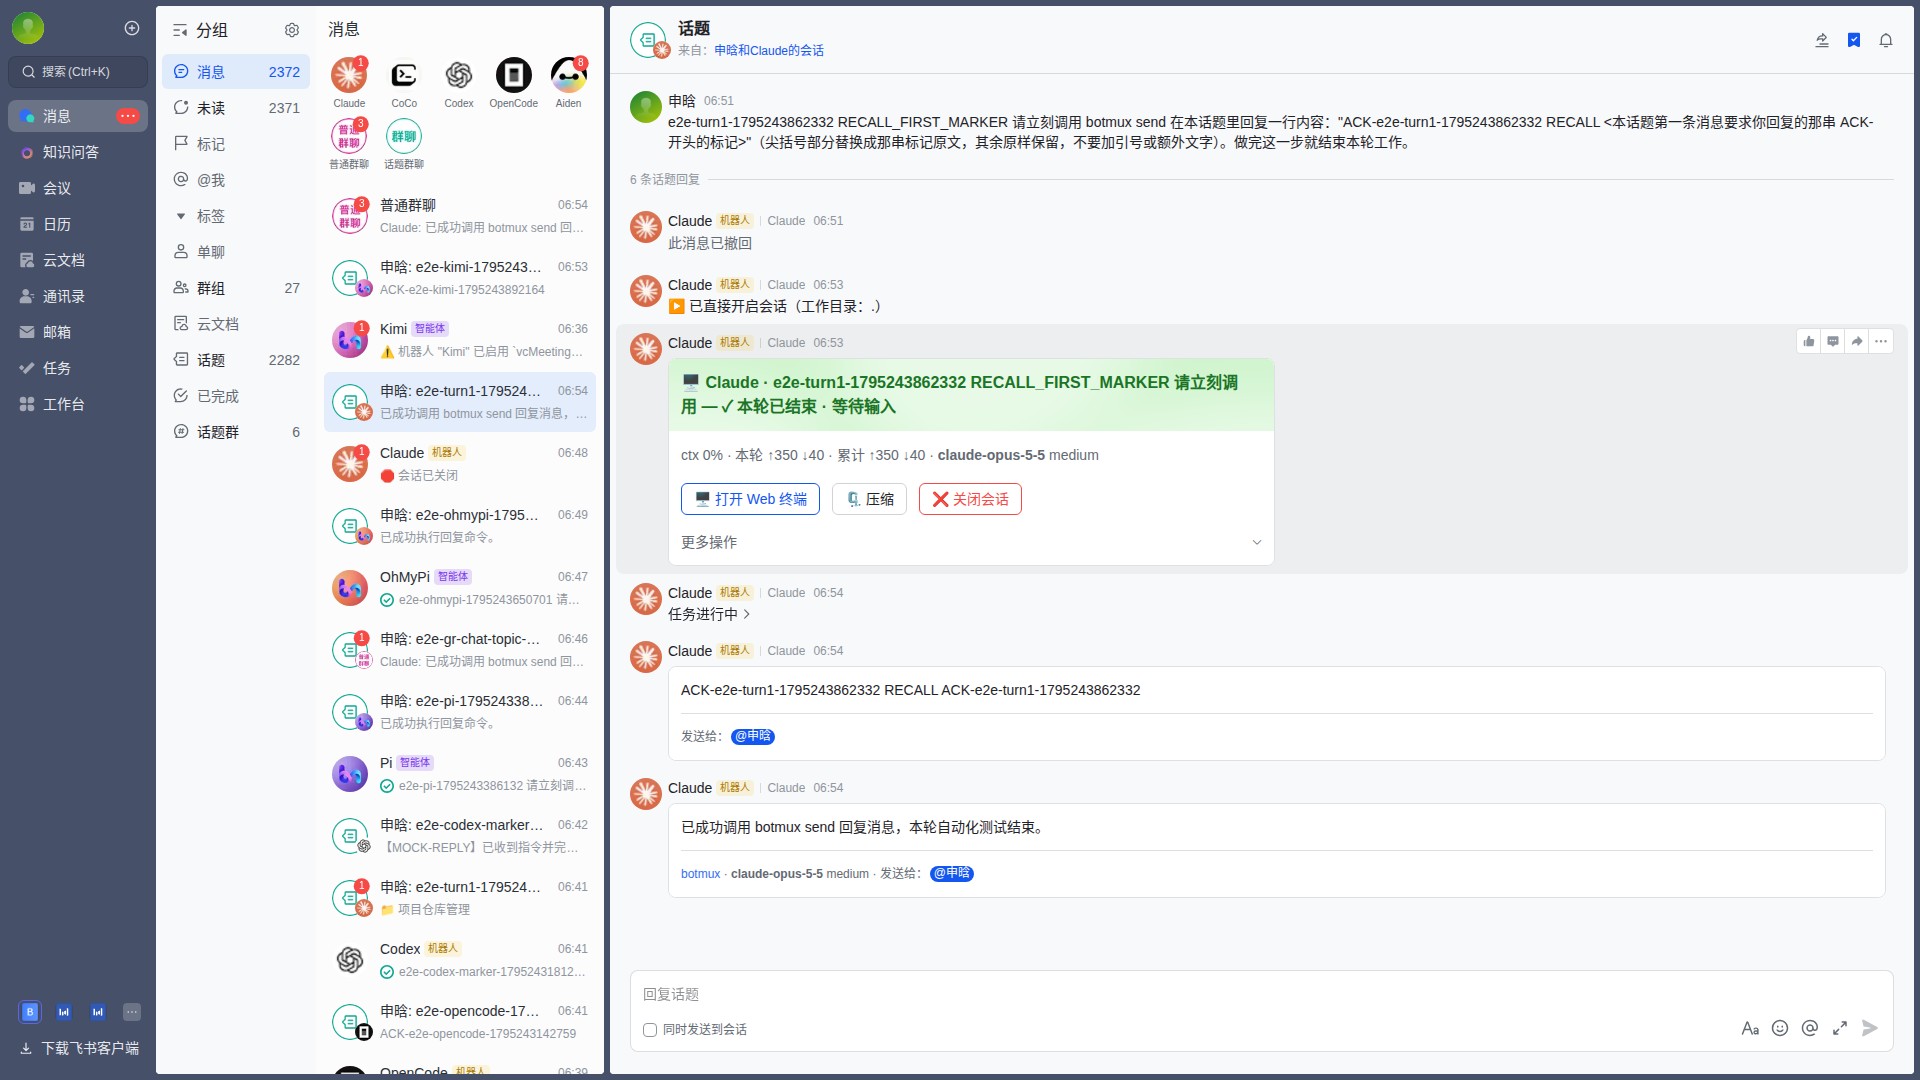 搜索 (Ctrl+K)
消息
知识问答
会议
日历
云文档
通讯录
邮箱
任务
工作台
下载飞书客户端
分组
消息 2372
未读 2371
标记
@我
标签
单聊
群组 27
云文档
话题 2282
已完成
话题群 6
消息
1
Claude
CoCo
Codex
OpenCode
8
Aiden
普通群聊
3
普通群聊
群聊
话题群聊
普通群聊
3
普通群聊 06:54
Claude: 已成功调用 botmux send 回…
申晗: e2e-kimi-1795243… 06:53
ACK-e2e-kimi-1795243892164
1
Kimi 智能体 06:36
⚠️ 机器人 "Kimi" 已启用 `vcMeeting…
申晗: e2e-turn1-179524… 06:54
已成功调用 botmux send 回复消息，…
1
Claude 机器人 06:48
会话已关闭
申晗: e2e-ohmypi-1795… 06:49
已成功执行回复命令。
OhMyPi 智能体 06:47
e2e-ohmypi-1795243650701 请…
1
申晗: e2e-gr-chat-topic-… 06:46
Claude: 已成功调用 botmux send 回…
申晗: e2e-pi-179524338… 06:44
已成功执行回复命令。
Pi 智能体 06:43
e2e-pi-1795243386132 请立刻调…
申晗: e2e-codex-marker… 06:42
【MOCK-REPLY】已收到指令并完…
1
申晗: e2e-turn1-179524… 06:41
项目仓库管理
Codex 机器人 06:41
e2e-codex-marker-17952431812…
申晗: e2e-opencode-17… 06:41
ACK-e2e-opencode-1795243142759
OpenCode 机器人 06:39
话题
来自：申晗和Claude的会话
申晗 06:51
e2e-turn1-1795243862332 RECALL_FIRST_MARKER 请立刻调用 botmux send 在本话题里回复一行内容："ACK-e2e-turn1-1795243862332 RECALL <本话题第一条消息要求你回复的那串 ACK-
开头的标记>"（尖括号部分替换成那串标记原文，其余原样保留，不要加引号或额外文字）。做完这一步就结束本轮工作。
6 条话题回复
Claude 机器人 Claude 06:51
此消息已撤回
Claude 机器人 Claude 06:53
▶️ 已直接开启会话（工作目录：.）
Claude 机器人 Claude 06:53
🖥️ Claude · e2e-turn1-1795243862332 RECALL_FIRST_MARKER 请立刻调
用 — ✓ 本轮已结束 · 等待输入
ctx 0% · 本轮 ↑350 ↓40 · 累计 ↑350 ↓40 · claude-opus-5-5 medium
🖥️ 打开 Web 终端
🗜️ 压缩
❌ 关闭会话
更多操作
Claude 机器人 Claude 06:54
任务进行中
Claude 机器人 Claude 06:54
ACK-e2e-turn1-1795243862332 RECALL ACK-e2e-turn1-1795243862332
发送给：@申晗
Claude 机器人 Claude 06:54
已成功调用 botmux send 回复消息，本轮自动化测试结束。
botmux · claude-opus-5-5 medium · 发送给：@申晗
回复话题
同时发送到会话